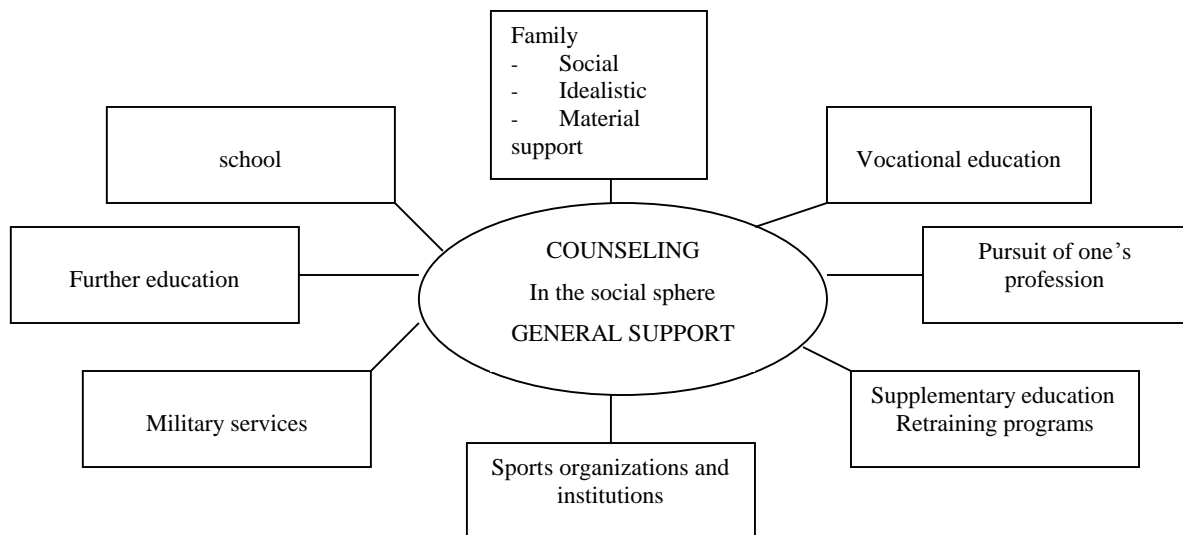 Family
- Social
- Idealistic
- Material
support
school
Vocational education
COUNSELING
In the social sphere
GENERAL SUPPORT
Further education
Pursuit of one’s
profession
Military services
Supplementary education
Retraining programs
Sports organizations and
institutions